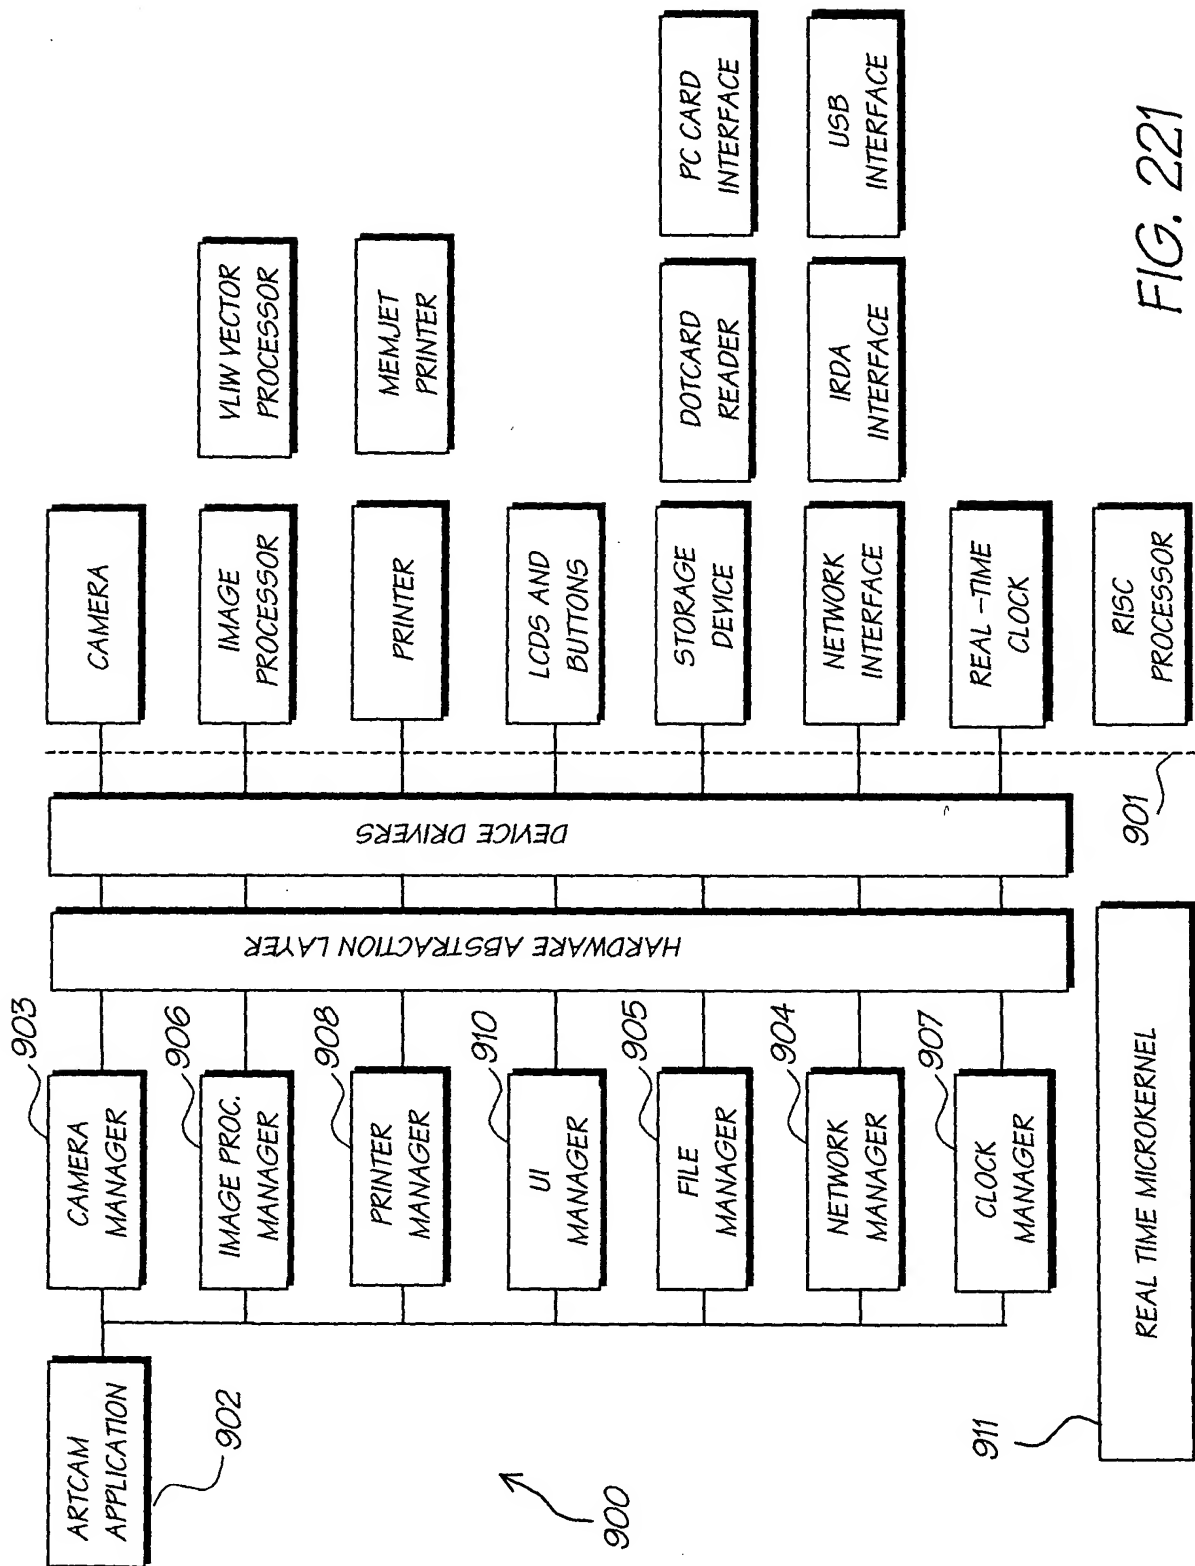 ARTCAM
APPLICATION
902
CAMERA
MANAGER
903
IMAGE PROC.
MANAGER
906
PRINTER
MANAGER
908
UI
MANAGER
910
FILE
MANAGER
905
NETWORK
MANAGER
904
CLOCK
MANAGER
907
HARDWARE ABSTRACTION LAYER
DEVICE DRIVERS
CAMERA
IMAGE
PROCESSOR
VLIW VECTOR
PROCESSOR
PRINTER
MEMJET
PRINTER
LCDS AND
BUTTONS
STORAGE
DEVICE
DOTCARD
READER
PC CARD
INTERFACE
NETWORK
INTERFACE
IRDA
INTERFACE
USB
INTERFACE
REAL-TIME
CLOCK
RISC
PROCESSOR
900
911
REAL TIME MICROKERNEL
901
FIG. 221